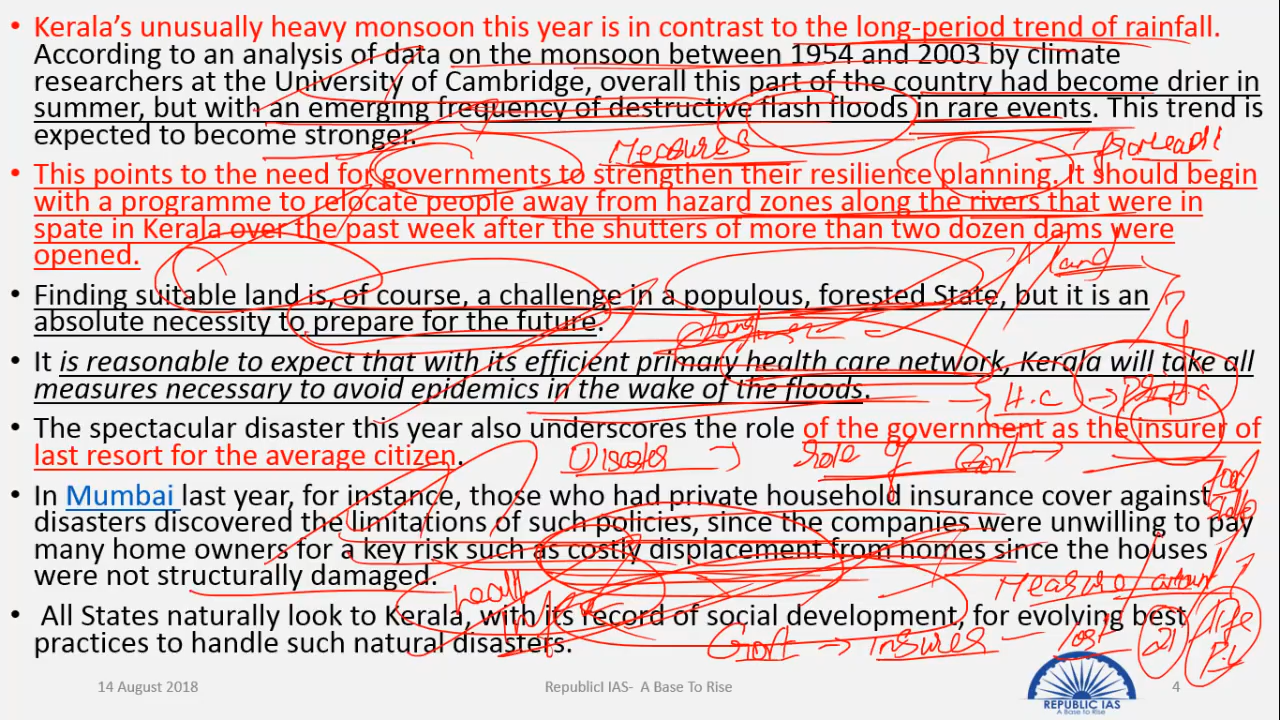 • Kerala's unusually heavy monsoon this year is in contrast to the long-period trend of rainfall.
According to an analysis of data on the monsoon between 1954 and 2003 by climate
researchers at the University of Cambridge, overall this part of the country had become drier in
summer, but with an emerging frequency of destructive flash floods in rare events. This trend is
expected to become stronger.
Measures
• This points to the need for governments to strengthen their resilience planning. It should begin
with a programme to relocate people away from hazard zones along the rivers that were in
spate in Kerala over the past week after the shutters of more than two dozen dams were
opened.
land
• Finding suitable land is, of course, a challenge in a populous, forested State, but it is an
absolute necessity to prepare for the future.
• It is reasonable to expect that with its efficient primary health care network, Kerala will take all
measures necessary to avoid epidemics in the wake of the floods.
H.C
• The spectacular disaster this year also underscores the role of the government as the insurer of
last resort for the average citizen.
Disaster → role of Govt
• In Mumbai last year, for instance, those who had private household insurance cover against
disasters discovered the limitations of such policies, since the companies were unwilling to pay
many home owners for a key risk such as costly displacement from homes since the houses
were not structurally damaged.
health
• All States naturally look to Kerala, with its record of social development, for evolving best
practices to handle such natural disasters.
Govt → Insures - 21
14 August 2018
RepublicI IAS- A Base To Rise
4
REPUBLIC IAS
A Base to Rise